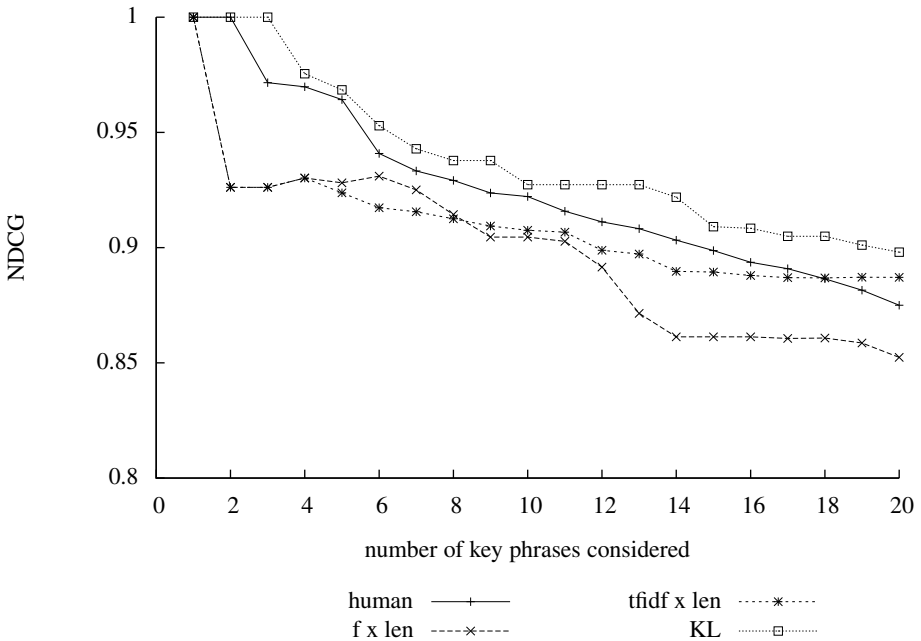 1
0.95
0.9
0.85
0.8
NDCG
0 2 4 6 8 10 12 14 16 18 20
number of key phrases considered
human tfidf x len
f x len KL